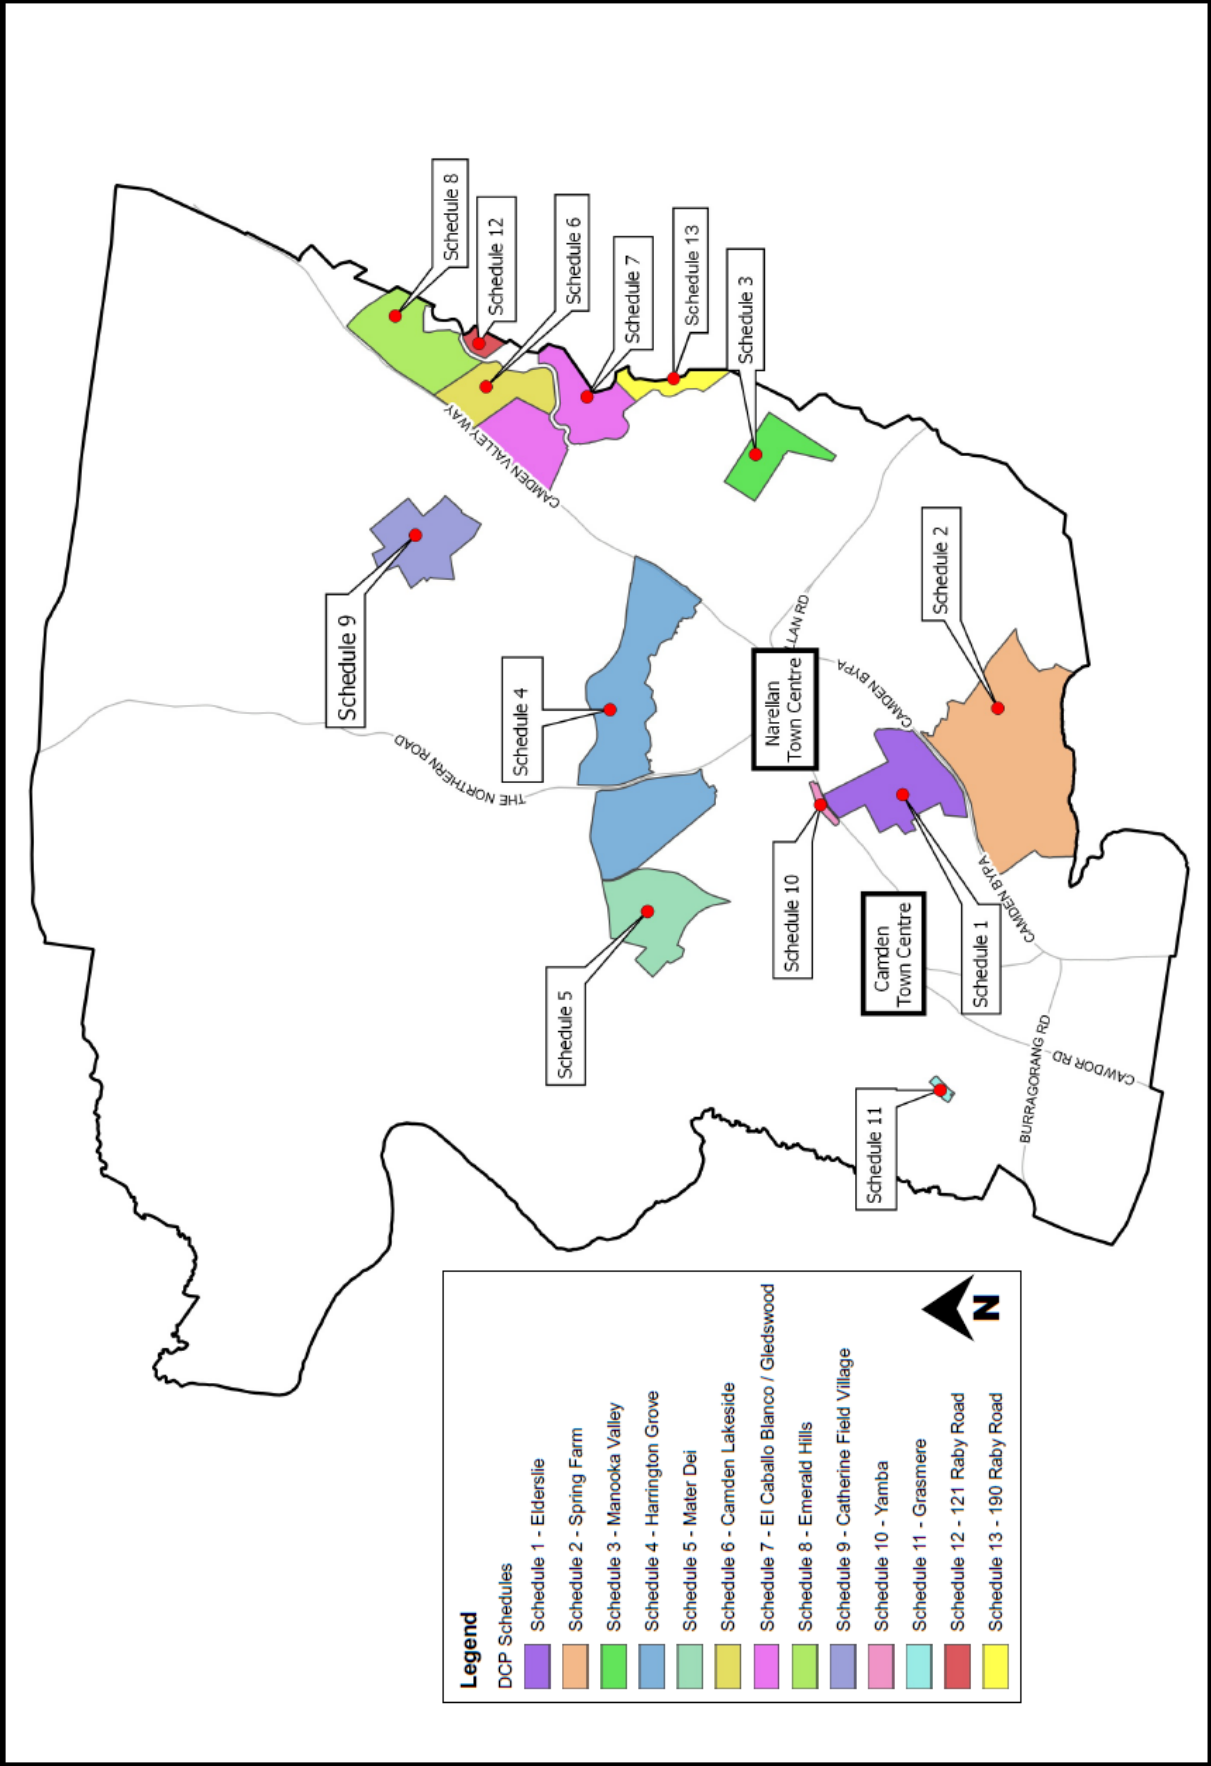 Schedule 8
Schedule 12
Schedule 6
Schedule 7
Schedule 13
Schedule 3
Schedule 9
Schedule 4
Schedule 2
Schedule 5
Schedule 10
Schedule 1
Schedule 11
Narellan
Town Centre
Camden
Town Centre
CAMDEN VALLEY WAY
THE NORTHERN ROAD
LLAN RD
CAMDEN BYPA
CAMDEN BYPA
BURRAGORANG RD
CAWDOR RD
Legend
DCP Schedules
Schedule 1 - Elderslie
Schedule 2 - Spring Farm
Schedule 3 - Manooka Valley
Schedule 4 - Harrington Grove
Schedule 5 - Mater Dei
Schedule 6 - Camden Lakeside
Schedule 7 - El Caballo Blanco / Gledswood
Schedule 8 - Emerald Hills
Schedule 9 - Catherine Field Village
Schedule 10 - Yamba
Schedule 11 - Grasmere
Schedule 12 - 121 Raby Road
Schedule 13 - 190 Raby Road
N